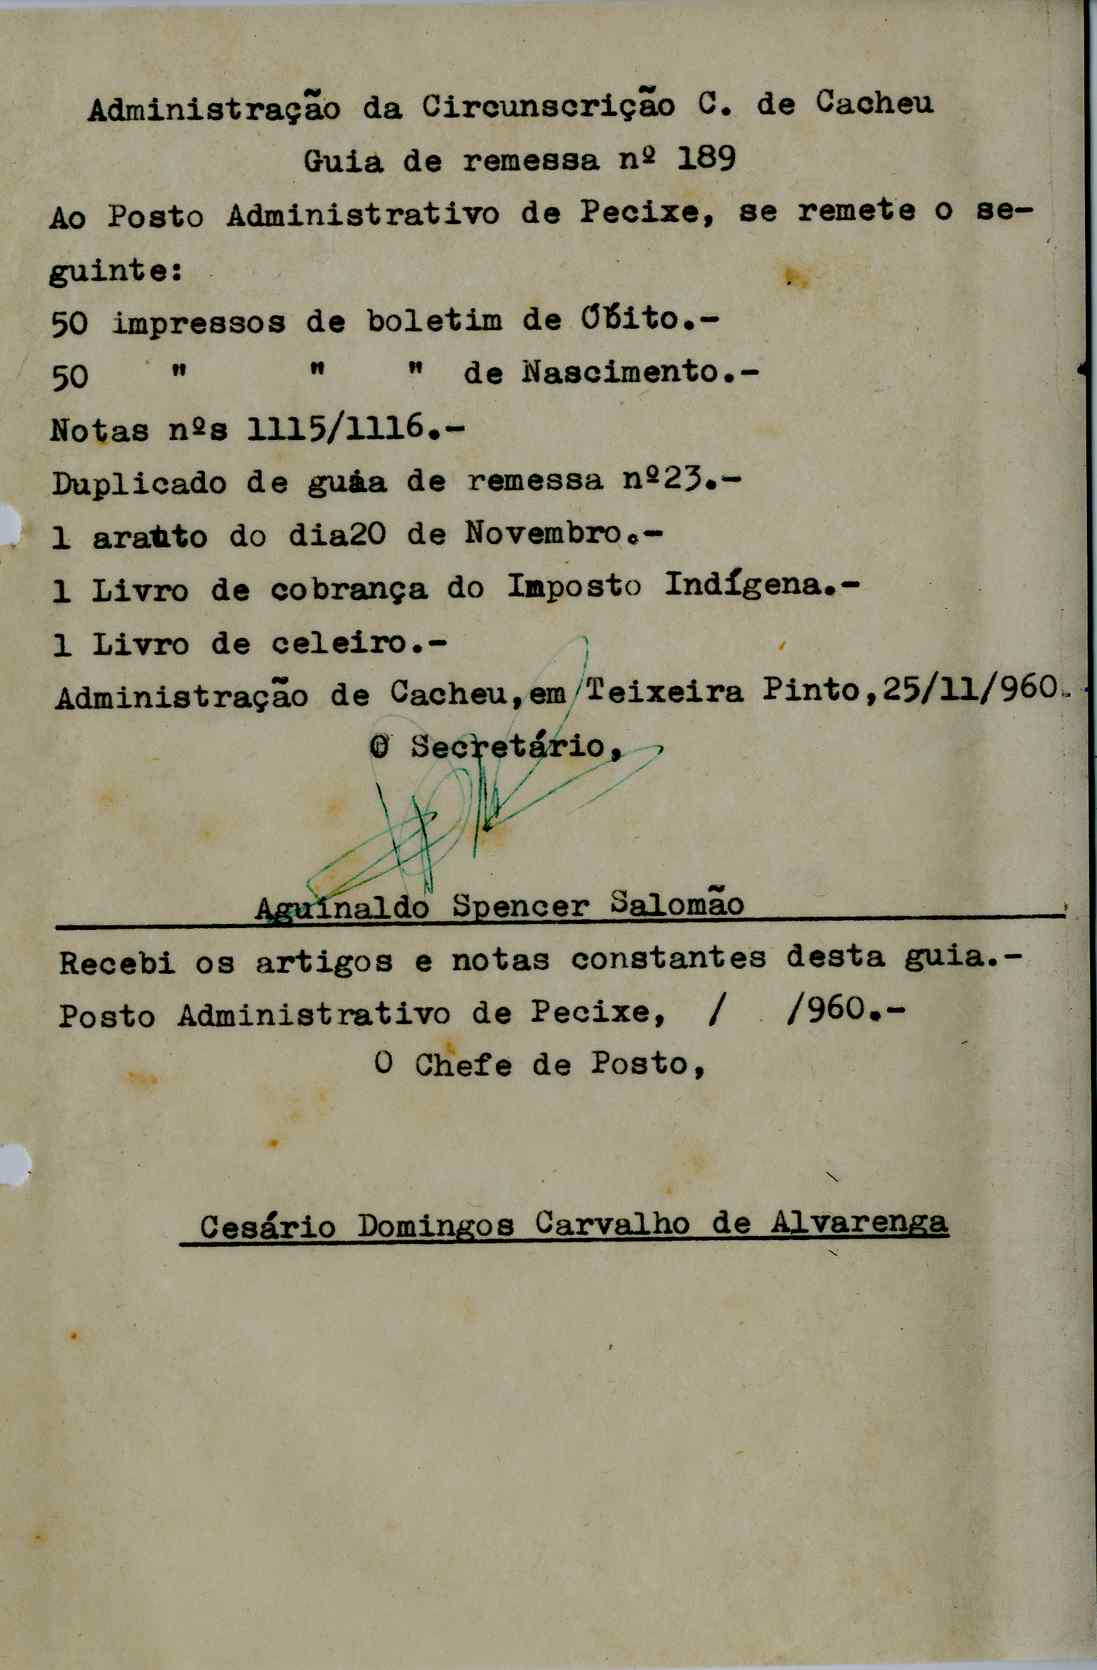 Administração da Circunscrição C. de Cacheu
Guia de remessa nº 189
Ao Posto Administrativo de Pecixe, se remete o se-
guinte:
50 impressos de boletim de Óbito.-
50 " " " de Nascimento.-
Notas nºs 1115/1116.-
Duplicado de guia de remessa nº23.-
1 arauto do dia20 de Novembro.-
1 Livro de cobrança do Imposto Indígena.-
1 Livro de celeiro.-
Administração de Cacheu,em Teixeira Pinto,25/11/960.
O Secretário,
Aguinaldo Spencer Salomão
Recebi os artigos e notas constantes desta guia.-
Posto Administrativo de Pecixe, / /960.-
O Chefe de Posto,
Cesário Domingos Carvalho de Alvarenga